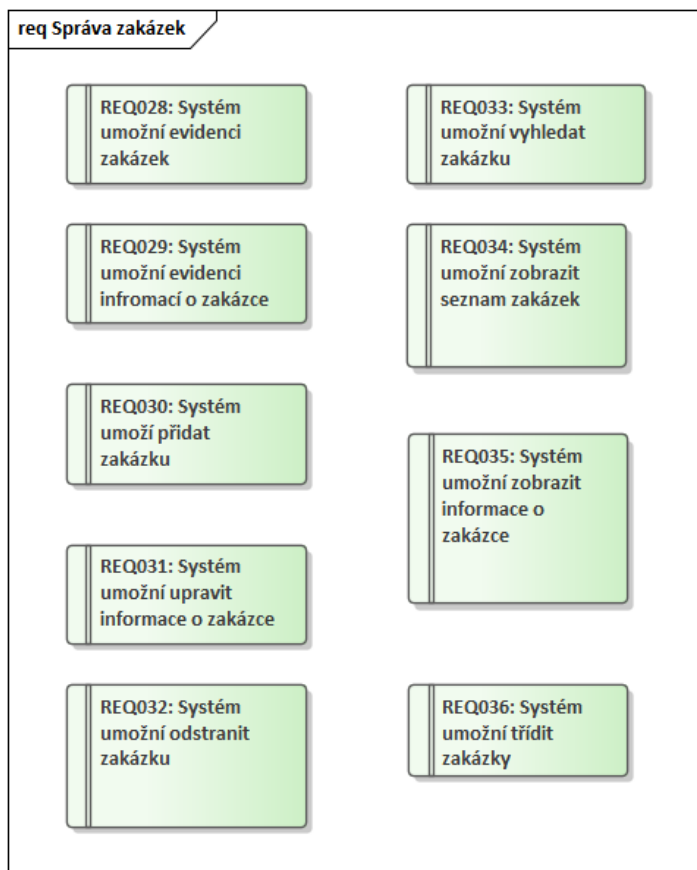 req Správa zakázek
REQ028: Systém
umožní evidenci
zakázek
REQ029: Systém
umožní evidenci
infromací o zakázce
REQ030: Systém
umoží přidat
zakázku
REQ031: Systém
umožní upravit
informace o zakázce
REQ032: Systém
umožní odstranit
zakázku
REQ033: Systém
umožní vyhledat
zakázku
REQ034: Systém
umožní zobrazit
seznam zakázek
REQ035: Systém
umožní zobrazit
informace o
zakázce
REQ036: Systém
umožní třídit
zakázky